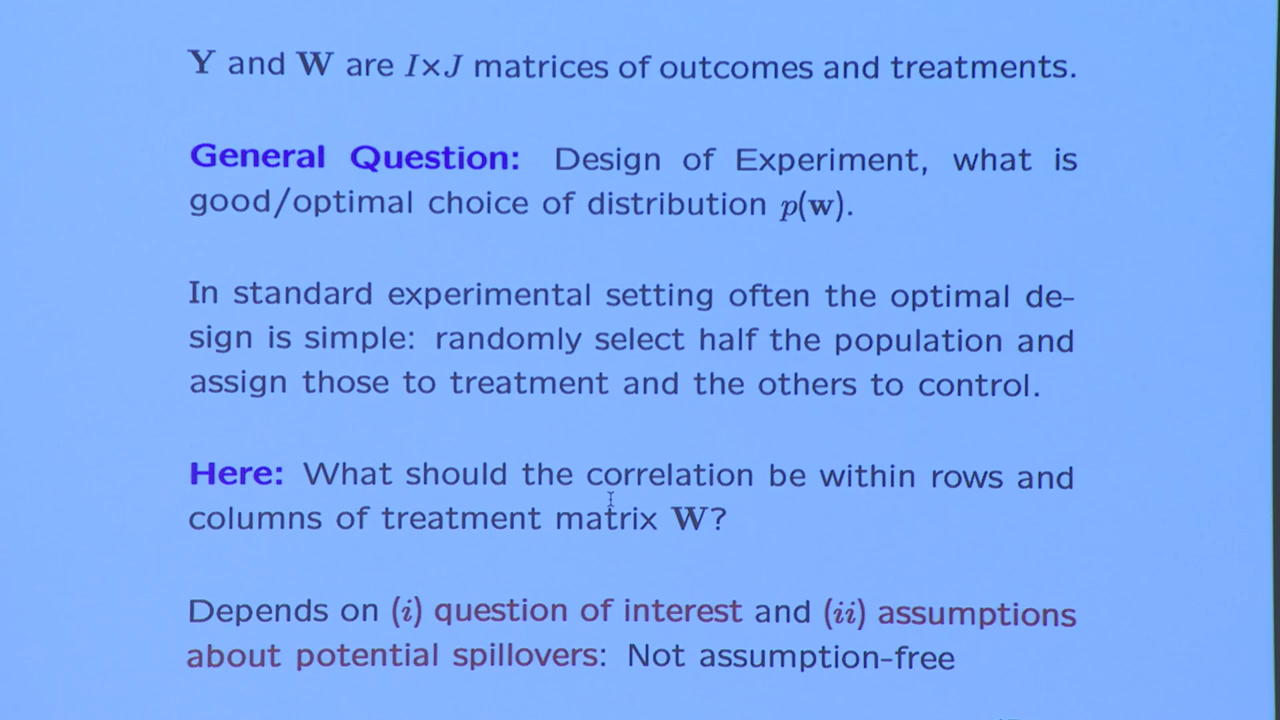 Y and W are I×J matrices of outcomes and treatments.
General Question: Design of Experiment, what is
good/optimal choice of distribution p(w).
In standard experimental setting often the optimal de-
sign is simple: randomly select half the population and
assign those to treatment and the others to control.
Here: What should the correlation be within rows and
columns of treatment matrix W?
Depends on (i) question of interest and (ii) assumptions
about potential spillovers: Not assumption-free